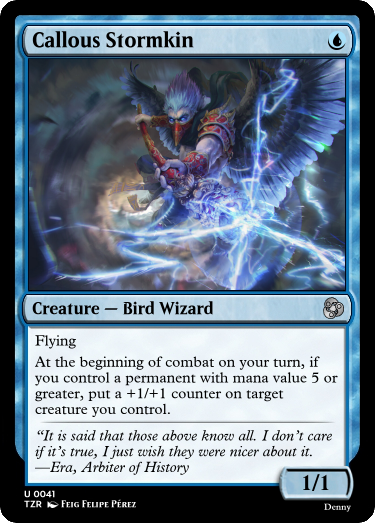 Callous Stormkin
Creature — Bird Wizard
Flying
At the beginning of combat on your turn, if
you control a permanent with mana value 5 or
greater, put a +1/+1 counter on target
creature you control.
“It is said that those above know all. I don't care
if it's true, I just wish they were nicer about it.
—Era, Arbiter of History
1/1
U 0041
TZR Feig Felipe Pérez
Denny